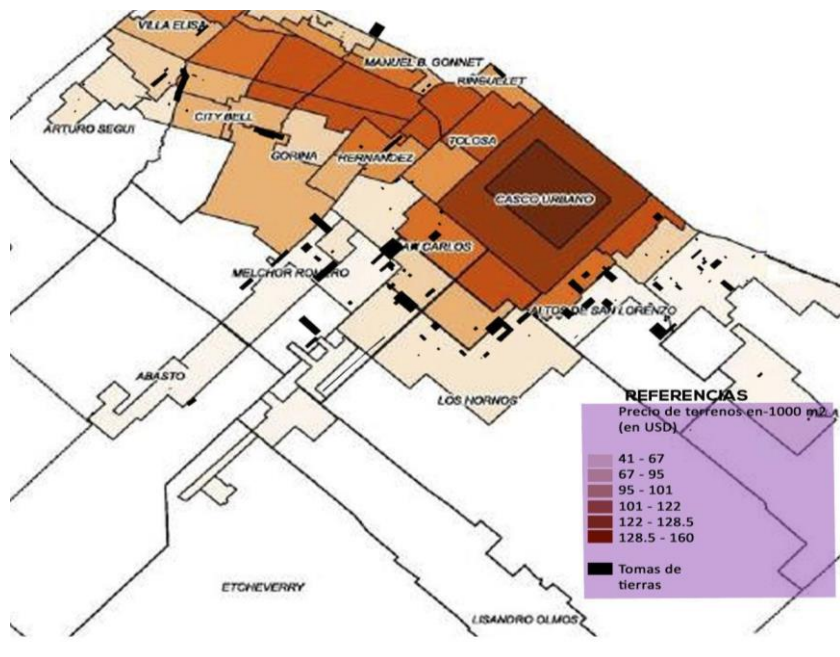 VILLA ELISA
MANUEL B. GONNET
RINGUELET
CITY BELL
ARTURO SEGUI
TOLOSA
GORINA
HERNANDEZ
CASCO URBANO
CARLOS
MELCHOR ROMERO
ALTOS DE SAN LORENZO
ABASTO
LOS HORNOS
ETCHEVERRY
LISANDRO OLMOS
REFERENCIAS
Precio de terrenos en-1000 m2
(en USD)
41 - 67
67 - 95
95 - 101
101 - 122
122 - 128.5
128.5 - 160
Tomas de
tierras